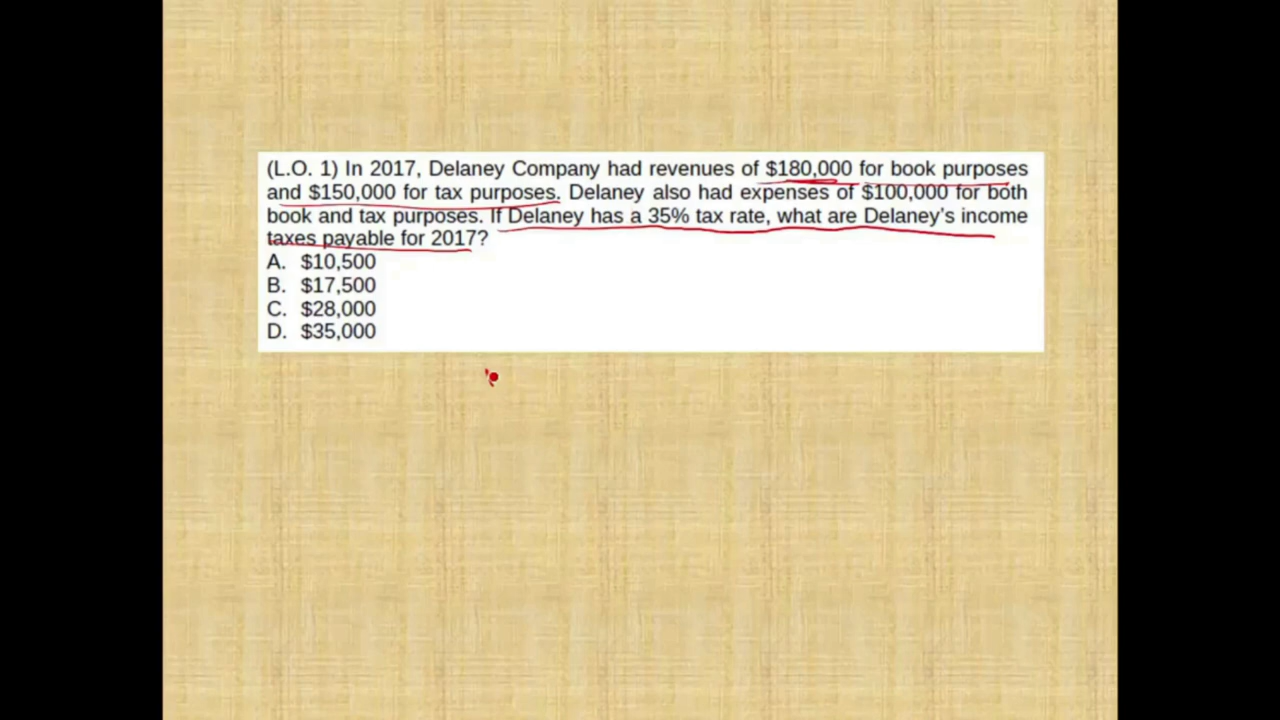 (L.O. 1) In 2017, Delaney Company had revenues of $180,000 for book purposes
and $150,000 for tax purposes. Delaney also had expenses of $100,000 for both
book and tax purposes. If Delaney has a 35% tax rate, what are Delaney's income
taxes payable for 2017?
A. $10,500
B. $17,500
C. $28,000
D. $35,000